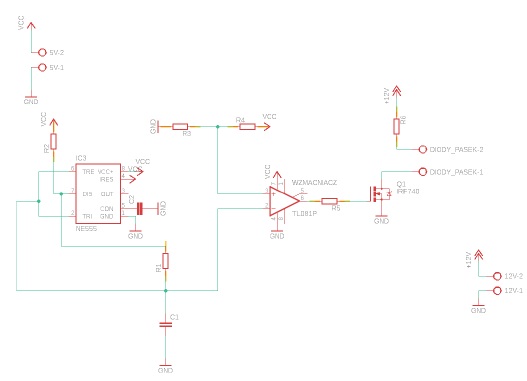 VCC
5V-2
5V-1
GND
VCC
R2
IC3
TRE
VCC+
RES
DIS
OUT
CON
TRI
GND
NE555
VCC
VCC
C2
GND
GND
GND
R3
R4
VCC
R1
C1
GND
VCC
WZMACNIACZ
TL081P
GND
R5
Q1
IRF740
GND
+12V
R6
DIODY_PASEK-2
DIODY_PASEK-1
+12V
12V-2
12V-1
GND